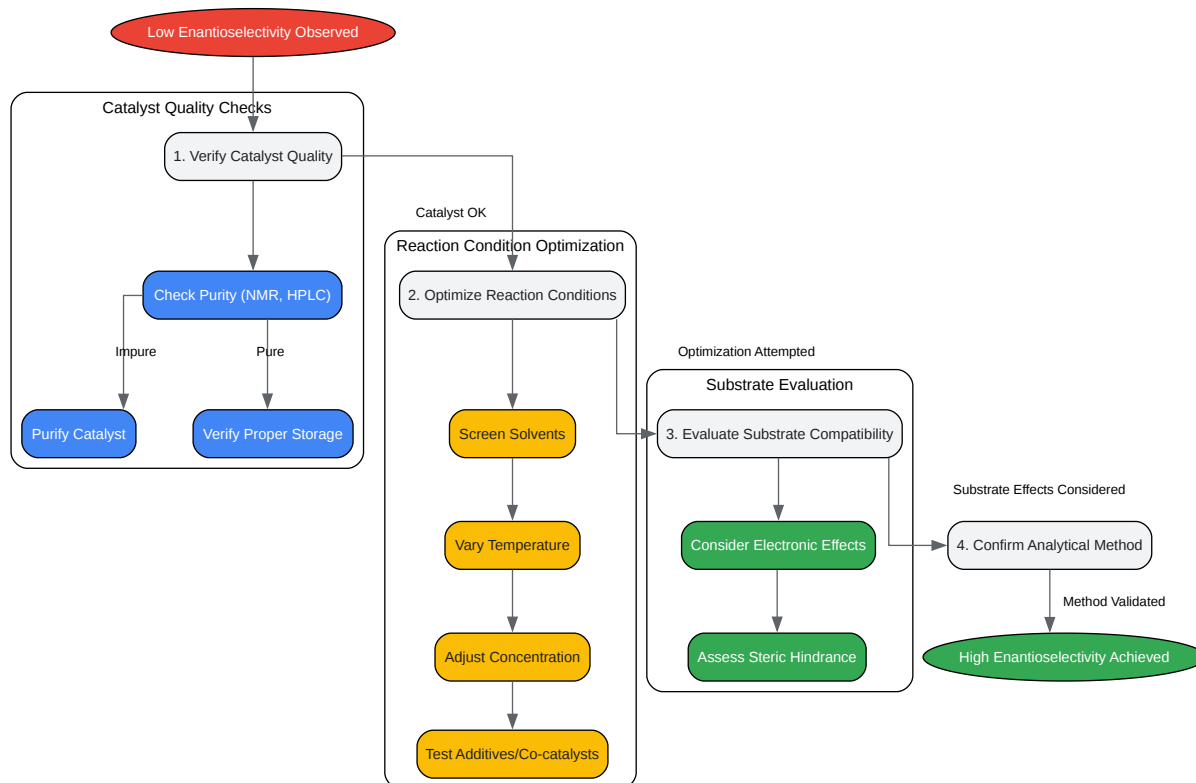 Low Enantioselectivity Observed
Catalyst Quality Checks
1. Verify Catalyst Quality
Catalyst OK
Reaction Condition Optimization
Check Purity (NMR, HPLC)
2. Optimize Reaction Conditions
Impure
Pure
Optimization Attempted
Substrate Evaluation
Purify Catalyst
Verify Proper Storage
Screen Solvents
3. Evaluate Substrate Compatibility
Substrate Effects Considered
Vary Temperature
Consider Electronic Effects
4. Confirm Analytical Method
Method Validated
Adjust Concentration
Assess Steric Hindrance
High Enantioselectivity Achieved
Test Additives/Co-catalysts